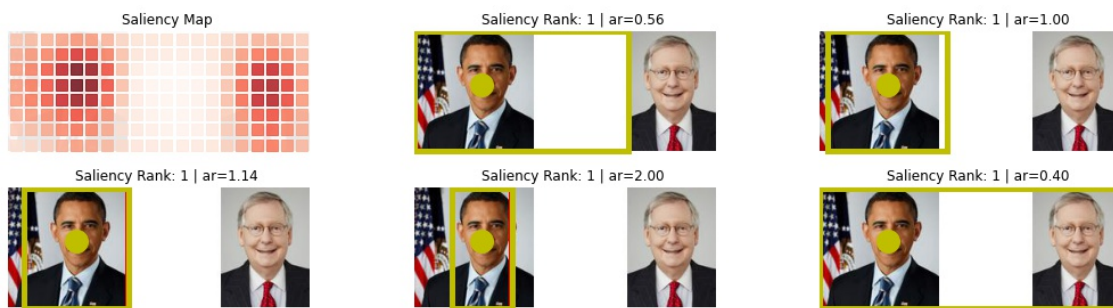 Saliency Map
Saliency Rank: 1 | ar=0.56
Saliency Rank: 1 | ar=1.00
Saliency Rank: 1 | ar=1.14
Saliency Rank: 1 | ar=2.00
Saliency Rank: 1 | ar=0.40